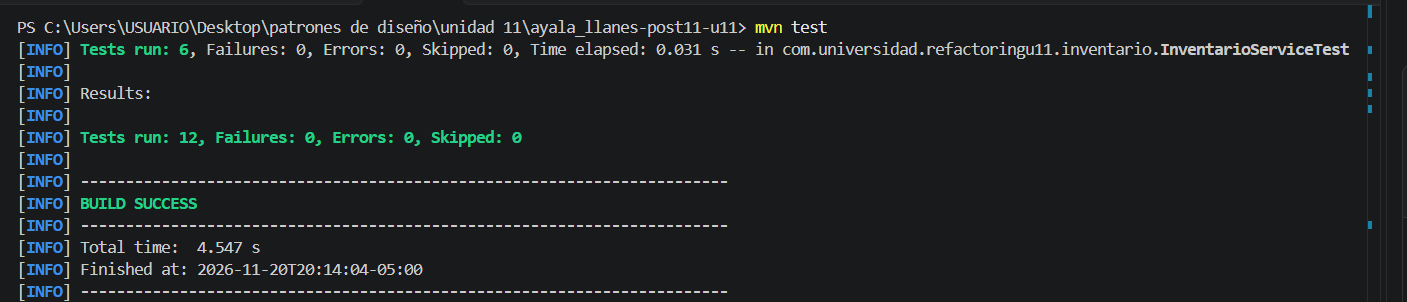 PS C:\Users\USUARIO\Desktop\patrones de diseño\unidad 11\ayala_llanes-post11-u11> mvn test
[INFO] Tests run: 6, Failures: 0, Errors: 0, Skipped: 0, Time elapsed: 0.031 s -- in com.universidad.refactoringu11.inventario.InventarioServiceTest
[INFO]
[INFO] Results:
[INFO]
[INFO] Tests run: 12, Failures: 0, Errors: 0, Skipped: 0
[INFO]
[INFO] ------------------------------------------------------------------------
[INFO] BUILD SUCCESS
[INFO] ------------------------------------------------------------------------
[INFO] Total time:  4.547 s
[INFO] Finished at: 2026-11-20T20:14:04-05:00
[INFO] ------------------------------------------------------------------------